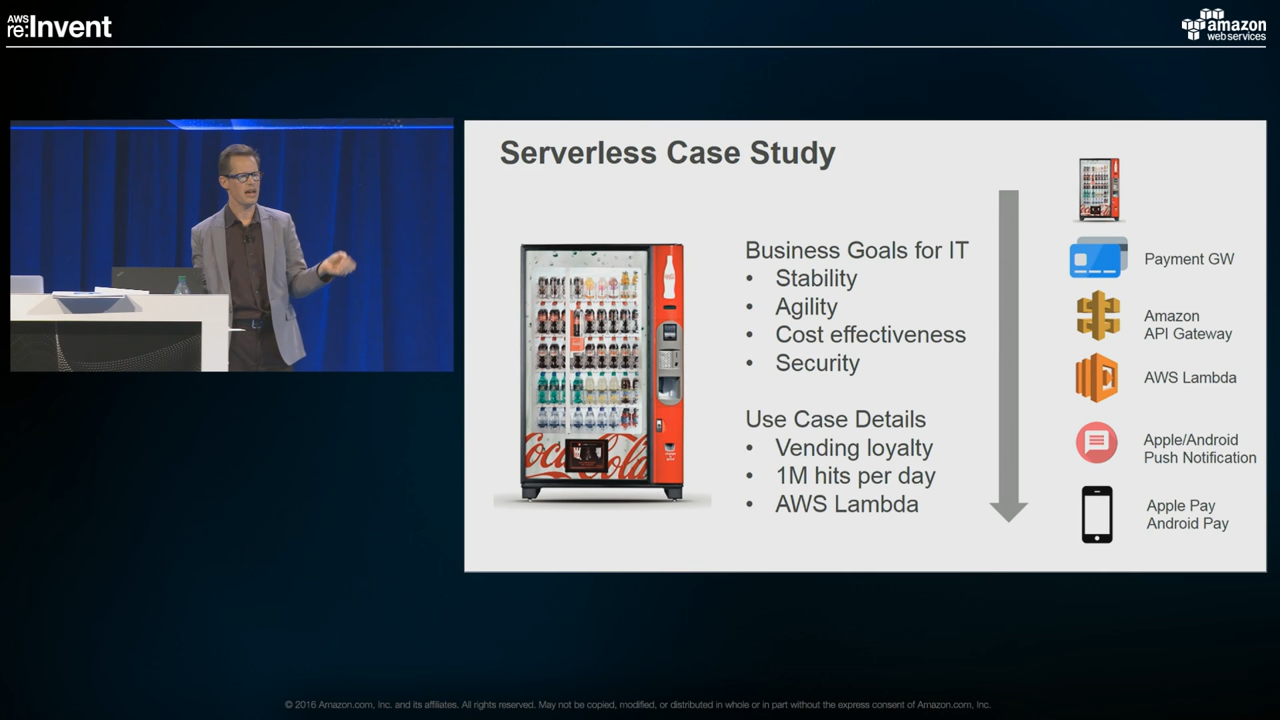 AWS
re:Invent
amazon
web services
Serverless Case Study
Business Goals for IT
• Stability
• Agility
• Cost effectiveness
• Security
Use Case Details
• Vending loyalty
• 1M hits per day
• AWS Lambda
Payment GW
Amazon
API Gateway
AWS Lambda
Apple/Android
Push Notification
Apple Pay
Android Pay
Coca-Cola
© 2016 Amazon.com, Inc. and its affiliates. All rights reserved. May not be copied, modified, or distributed in whole or in part without the express consent of Amazon.com, Inc.